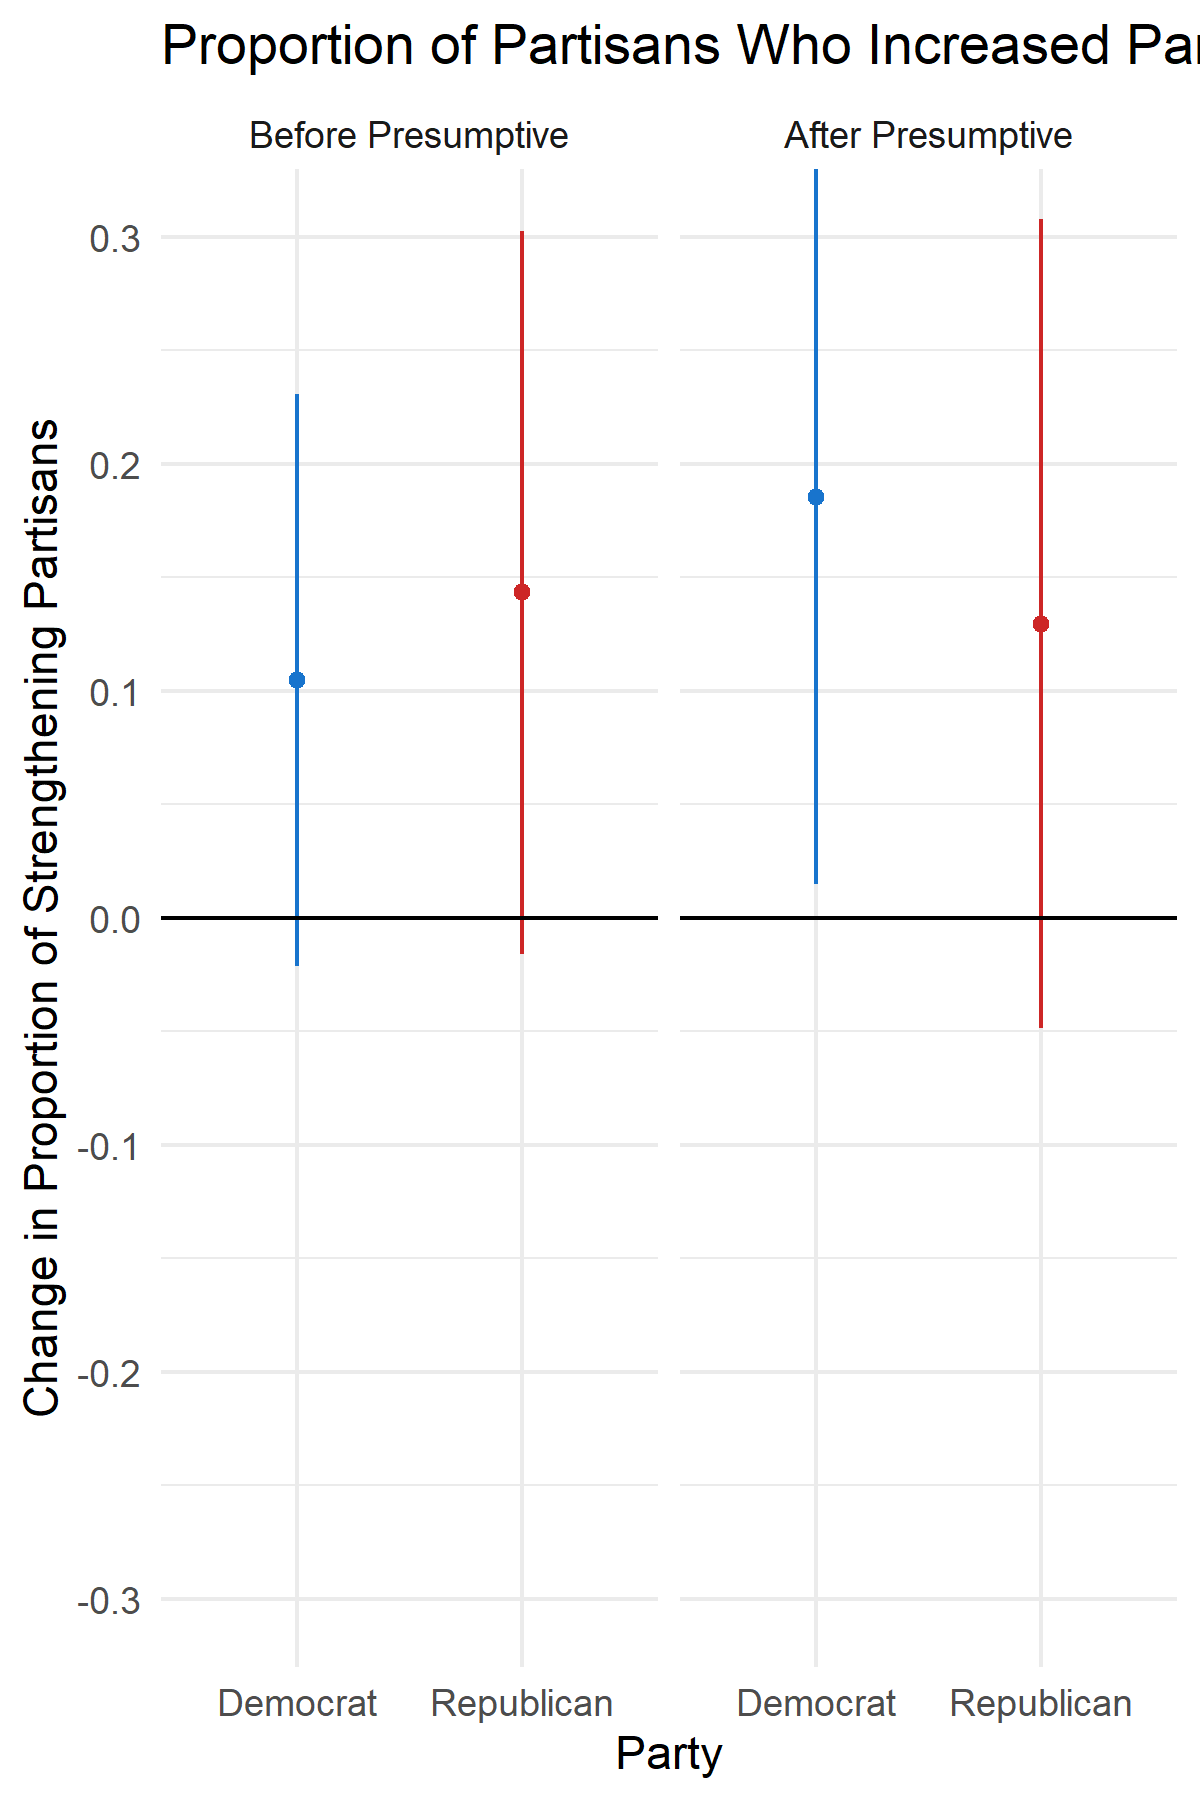 Proportion of Partisans Who Increased Par
Before Presumptive
After Presumptive
Change in Proportion of Strengthening Partisans
0.3
0.2
0.1
0.0
-0.1
-0.2
-0.3
Democrat
Republican
Democrat
Republican
Party